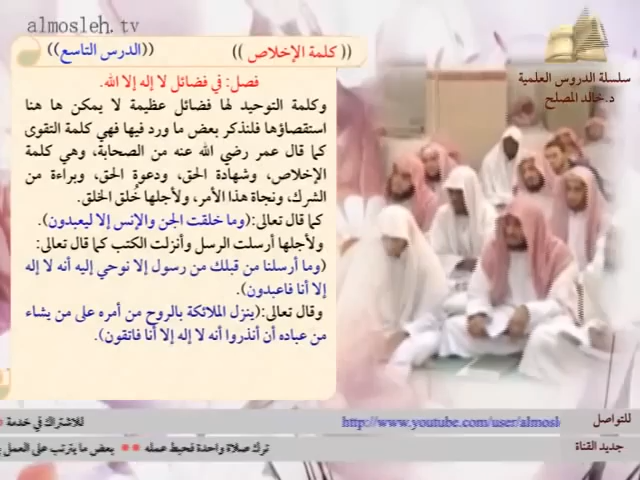 almosleh.tv
((كلمة الإخلاص))
((الدرس التاسع))
سلسلة الدروس العلمية
د.خالد المصلح
فصل: في فضائل لا إله إلا الله.
وكلمة التوحيد لها فضائل عظيمة لا يمكن ها هنا
استقصاؤها فلنذكر بعض ما ورد فيها فهي كلمة التقوى
كما قال عمر رضي الله عنه من الصحابة، وهي كلمة
الإخلاص، وشهادة الحق، ودعوة الحق، وبراءة من
الشرك، ونجاة هذا الأمر، ولأجلها خُلق الخلق.
كما قال تعالى:(وما خلقت الجن والإنس إلا ليعبدون).
ولأجلها أرسلت الرسل وأنزلت الكتب كما قال تعالى:
(وما أرسلنا من قبلك من رسول إلا نوحي إليه أنه لا إله
إلا أنا فاعبدون).
وقال تعالى:(ينزل الملائكة بالروح من أمره على من يشاء
من عباده أن أنذروا أنه لا إله إلا أنا فاتقون).
للتواصل
http://www.youtube.com/user/almosl
للاشتراك في خدمة
جديد القناة
ترك صلاة واحدة فحبط عمله
بعض ما يترتب على العمل